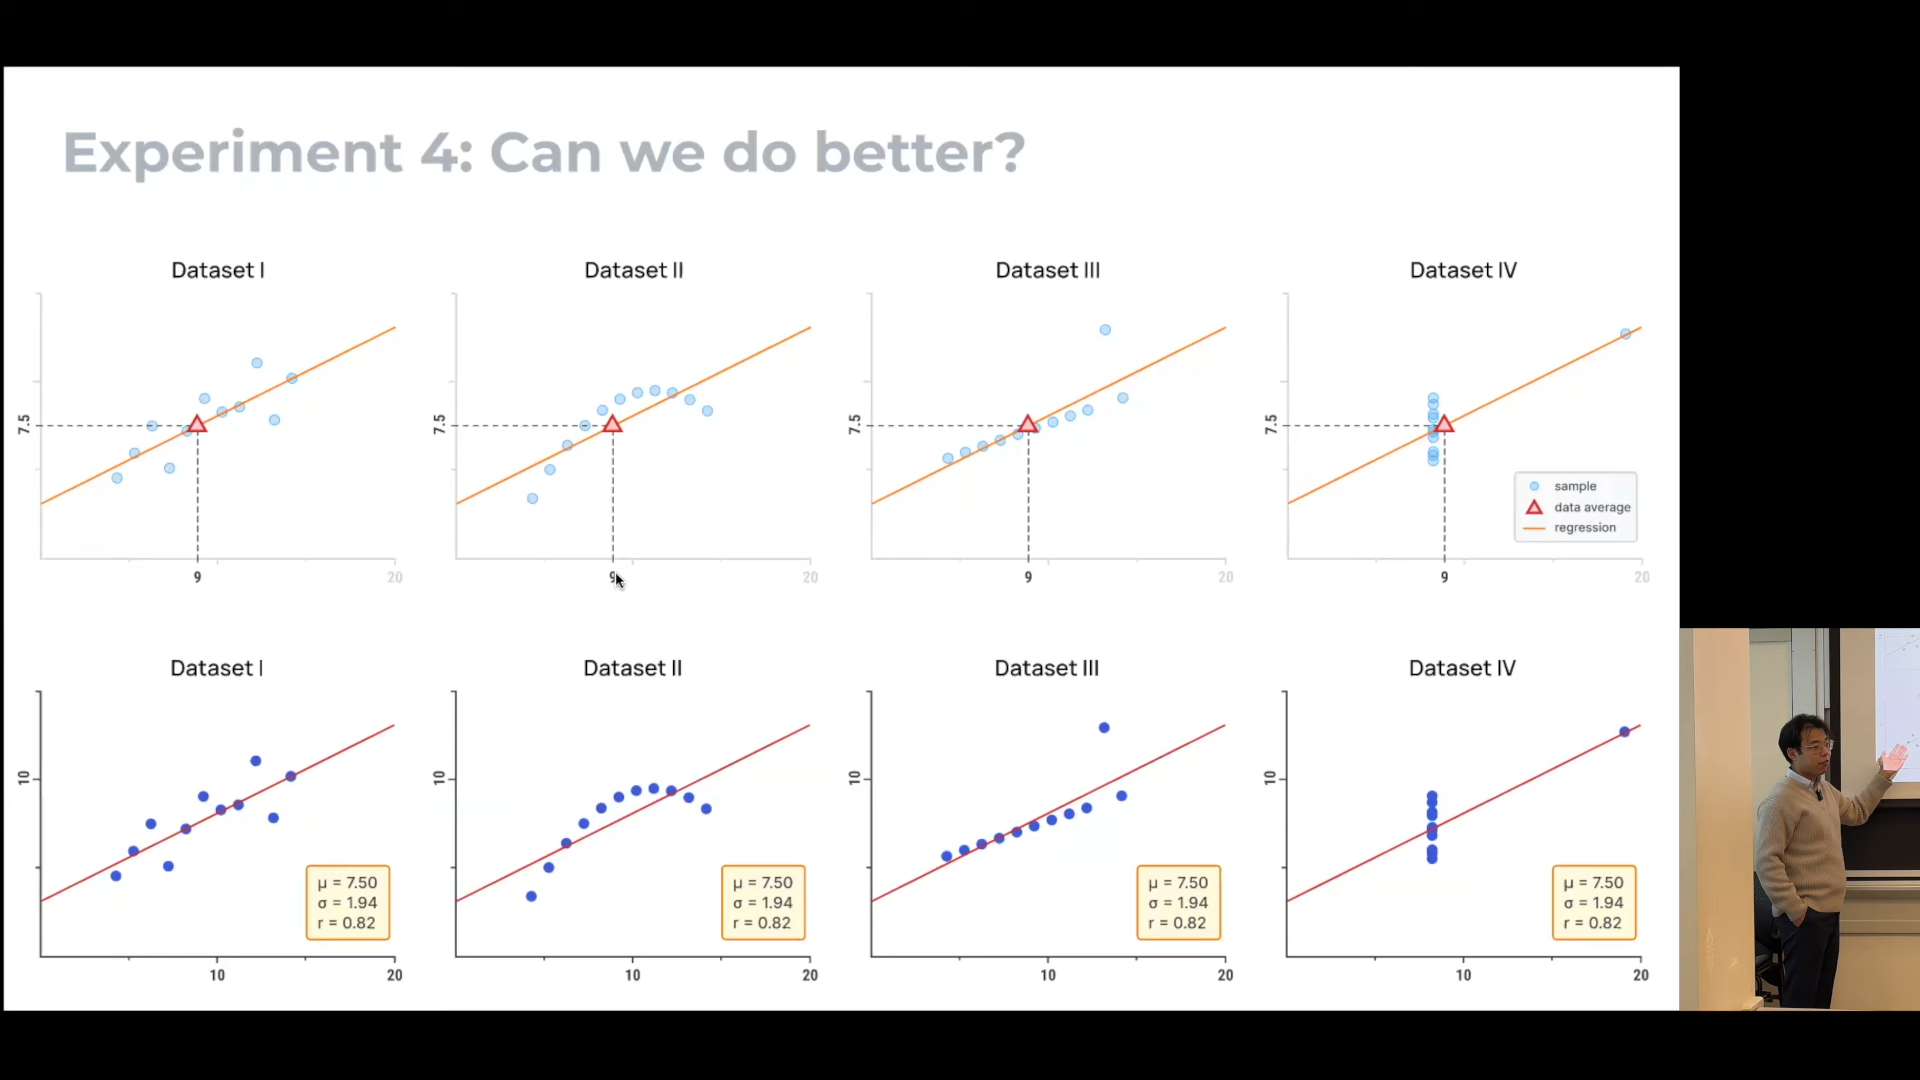 Experiment 4: Can we do better?
Dataset I
Dataset II
Dataset III
Dataset IV
7.5
9
20
7.5
9
20
7.5
9
20
7.5
9
20
sample
data average
regression
Dataset I
Dataset II
Dataset III
Dataset IV
10
10
20
μ = 7.50
σ = 1.94
r = 0.82
10
10
20
μ = 7.50
σ = 1.94
r = 0.82
10
10
20
μ = 7.50
σ = 1.94
r = 0.82
10
10
20
μ = 7.50
σ = 1.94
r = 0.82